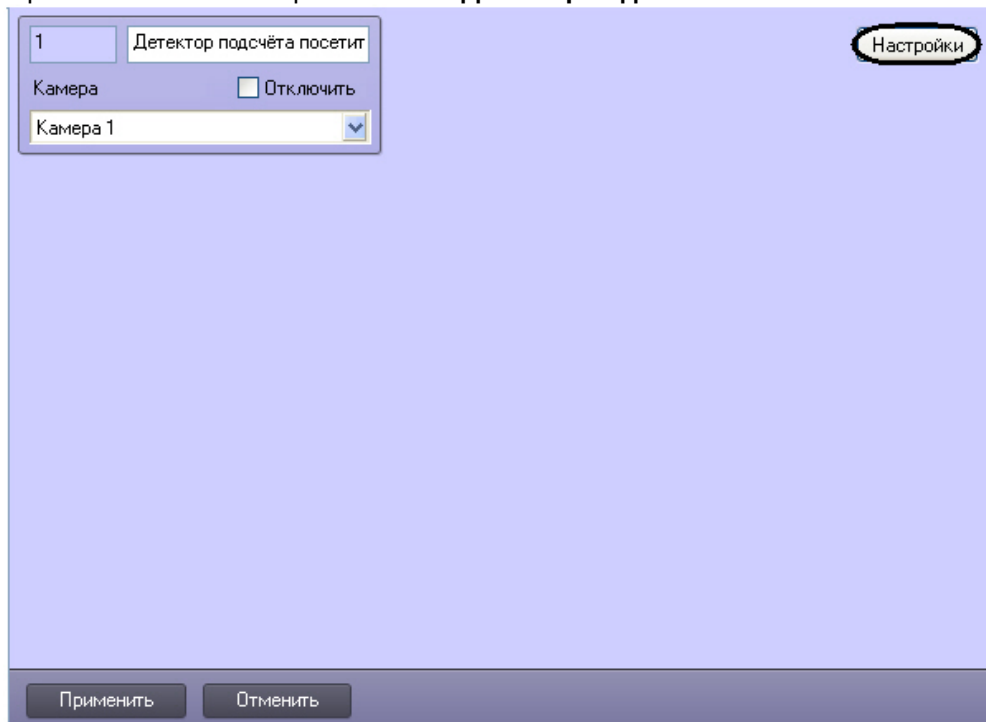 1
Детектор подсчёта посетит
Настройки
Камера
Отключить
Камера 1
Применить
Отменить